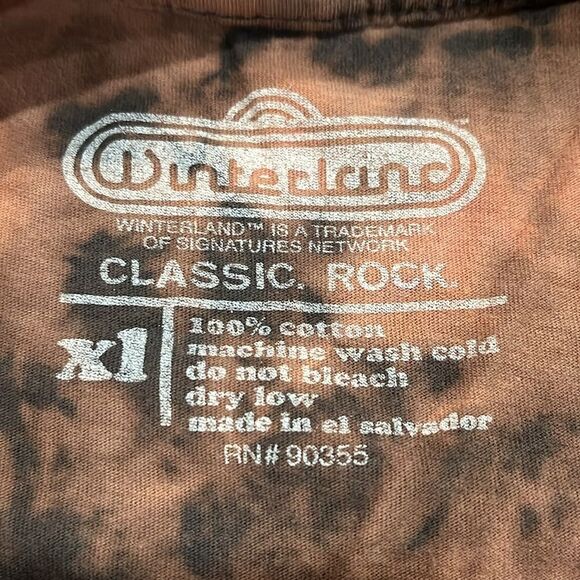 Winterland™
WINTERLAND™ IS A TRADEMARK
OF SIGNATURES NETWORK
CLASSIC. ROCK.
xl
100% cotton
machine wash cold
do not bleach
dry low
made in el salvador
RN# 90355